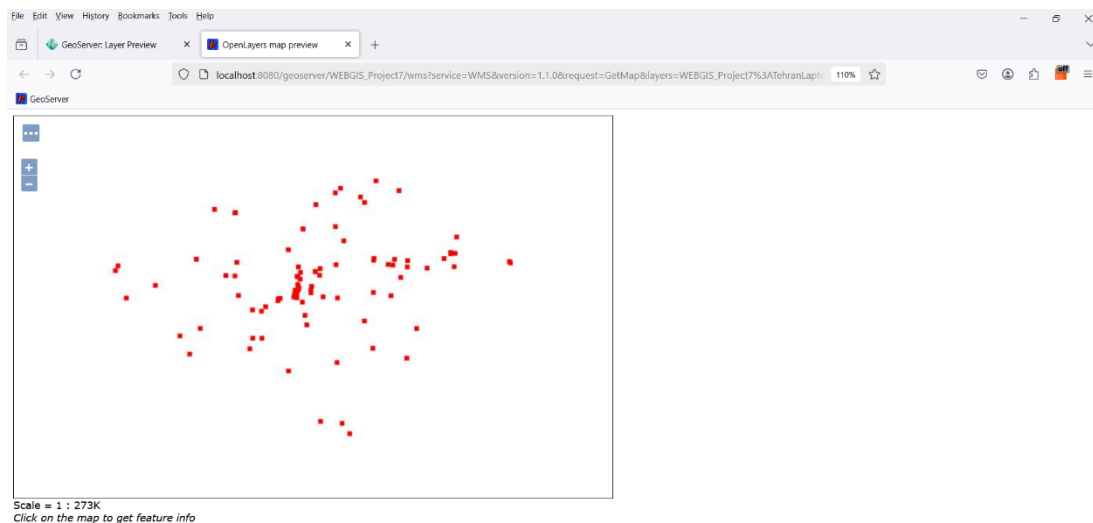 File Edit View History Bookmarks Tools Help
GeoServer: Layer Preview × OpenLayers map preview × +
localhost:8080/geoserver/WEBGIS_Project7/wms?service=WMS&version=1.1.0&request=GetMap&layers=WEBGIS_Project7%3ATehranLapto 110% off
GeoServer
+
−
Scale = 1 : 273K
Click on the map to get feature info